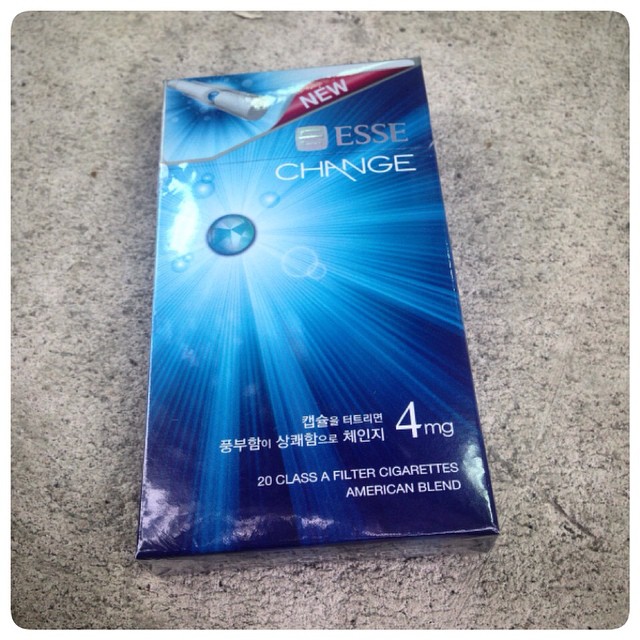 NEW
ESSE
CHANGE
캡슐을 터트리면
풍부함이 상쾌함으로 체인지
4mg
20 CLASS A FILTER CIGARETTES
AMERICAN BLEND